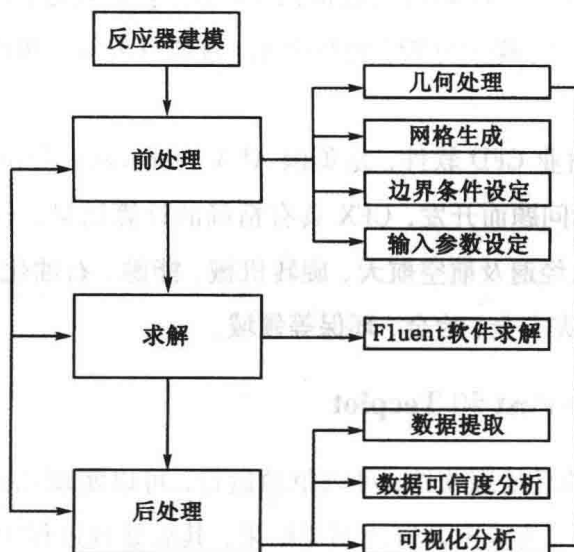 反应器建模
前处理
几何处理
网格生成
边界条件设定
输入参数设定
求解
Fluent软件求解
后处理
数据提取
数据可信度分析
可视化分析